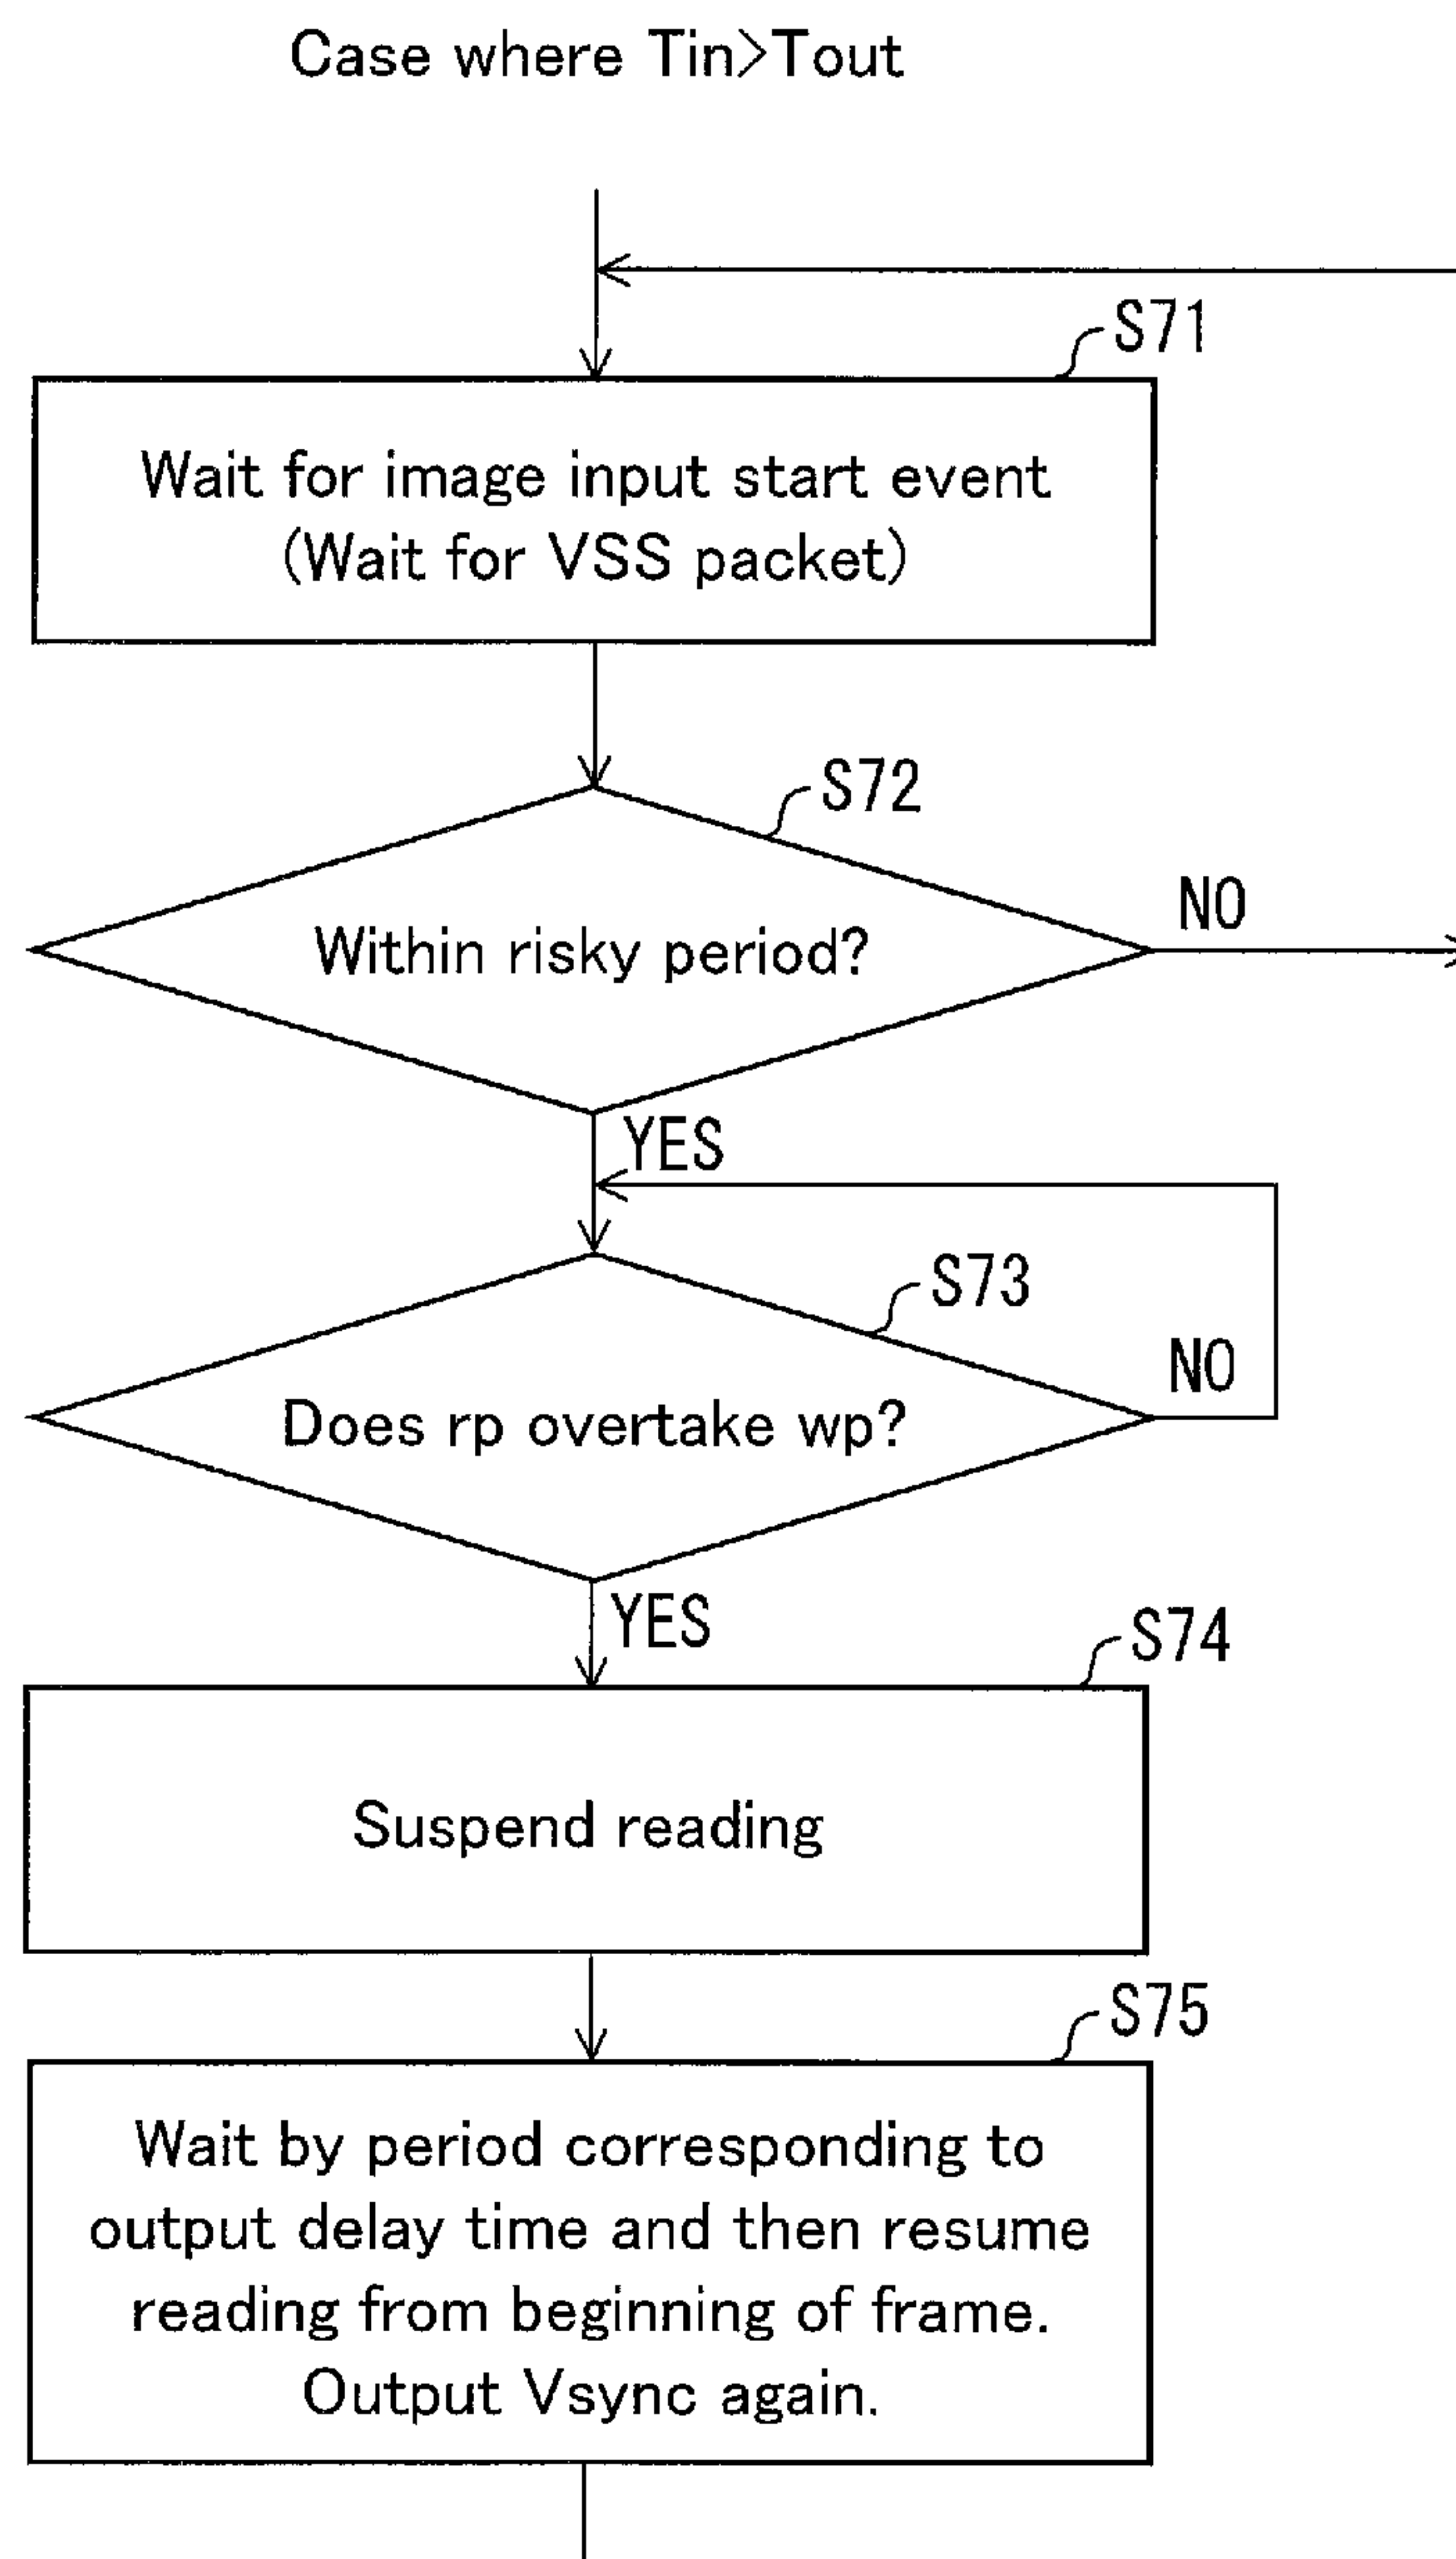 Case where Tin>Tout
S71
Wait for image input start event
(Wait for VSS packet)
S72
Within risky period?
NO
YES
S73
Does rp overtake wp?
NO
YES
S74
Suspend reading
S75
Wait by period corresponding to
output delay time and then resume
reading from beginning of frame.
Output Vsync again.